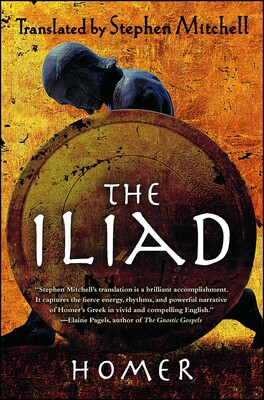 Translated by Stephen Mitchell
THE
ILIAD
“Stephen Mitchell’s translation is a brilliant accomplishment.
It captures the fierce energy, rhythms, and powerful narrative
of Homer’s Greek in vivid and compelling English.”
—Elaine Pagels, author of The Gnostic Gospels
HOMER